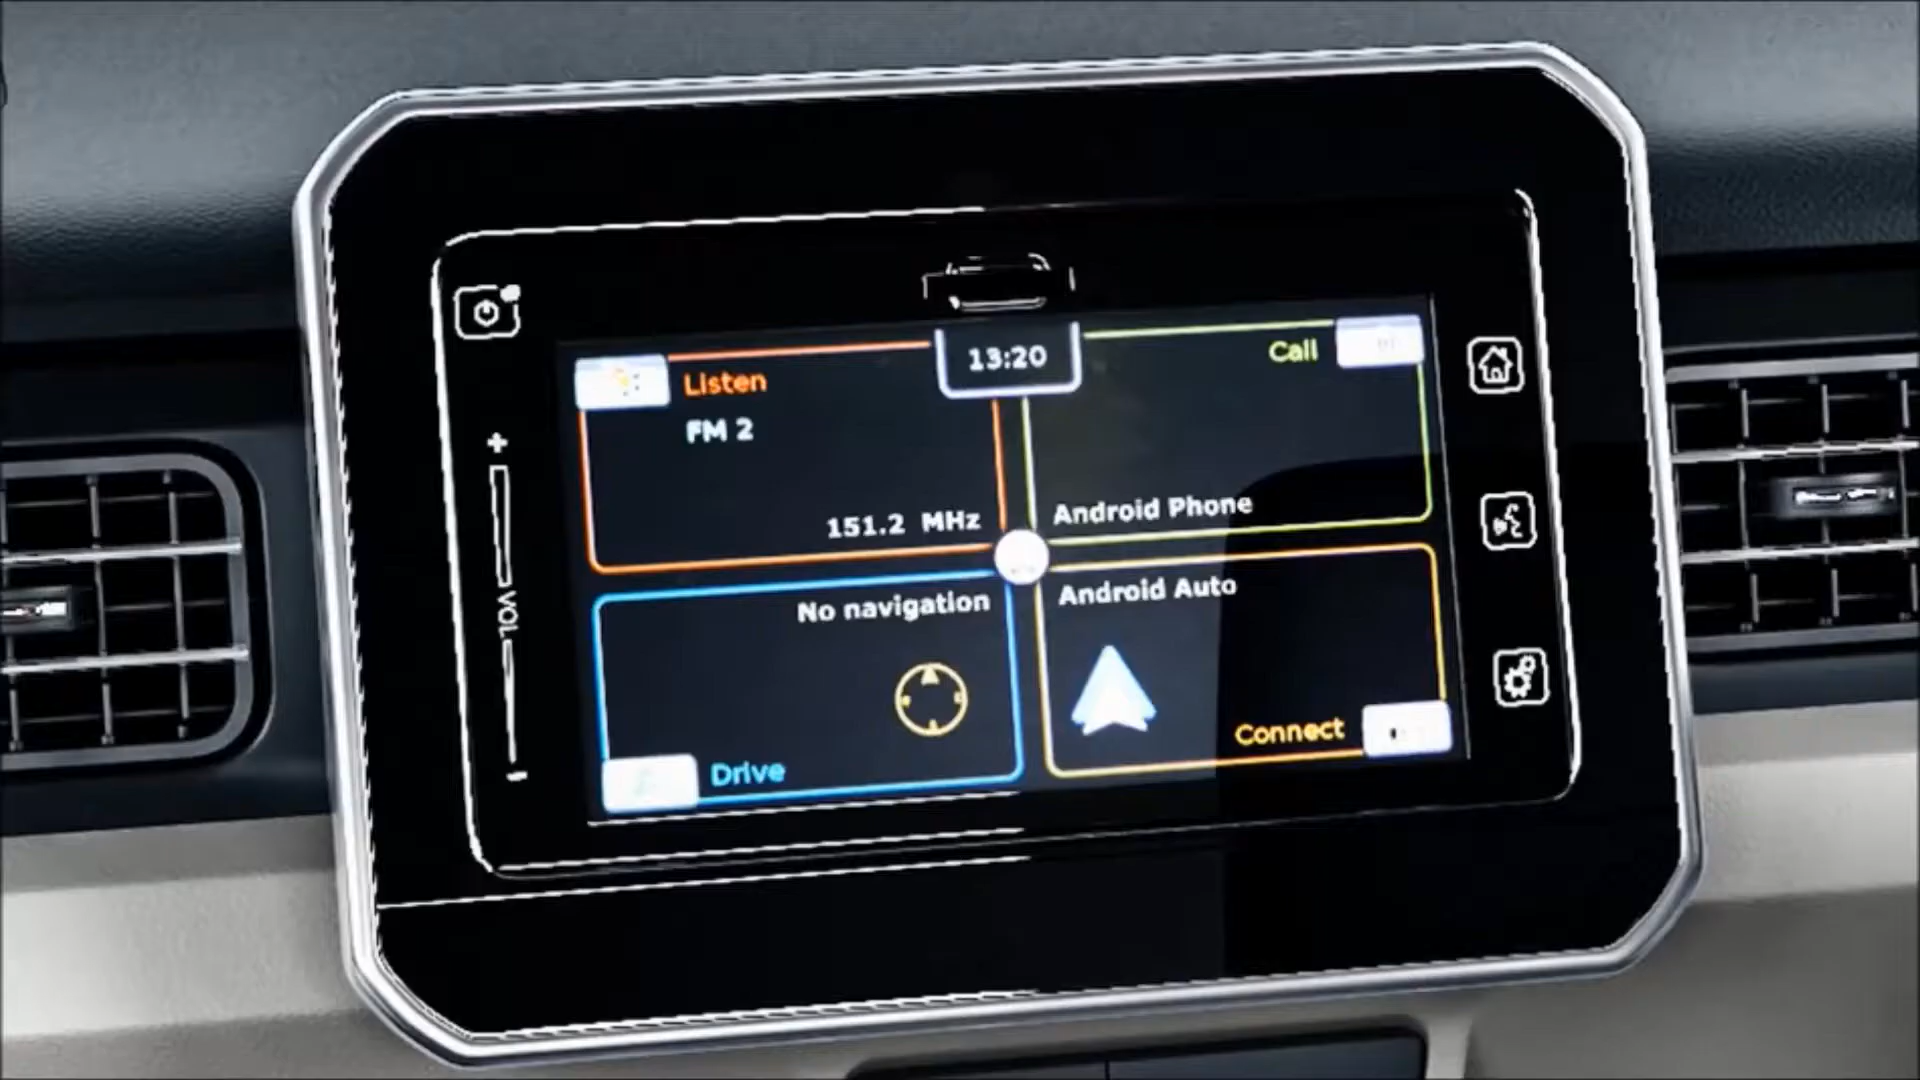 13:20
Listen
FM 2
151.2 MHz
Call
Android Phone
No navigation
Drive
Android Auto
Connect
VOL